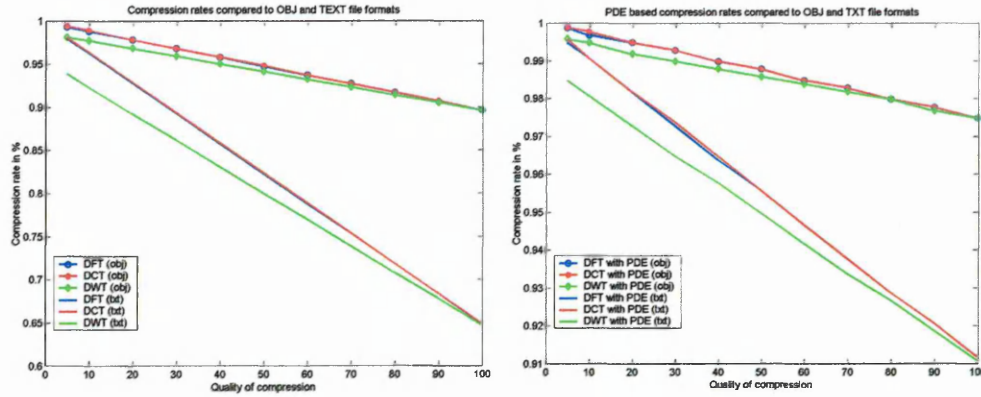 Compression rates compared to OBJ and TEXT file formats
1
0.95
0.9
0.85
0.8
0.75
0.7
0.65
0.6
Compression rate in %
DFT (obj)
DCT (obj)
DWT (obj)
DFT (txt)
DCT (txt)
DWT (txt)
0 10 20 30 40 50 60 70 80 90 100
Quality of compression
PDE based compression rates compared to OBJ and TXT file formats
1
0.99
0.98
0.97
0.96
0.95
0.94
0.93
0.92
0.91
Compression rate in %
DFT with PDE (obj)
DCT with PDE (obj)
DWT with PDE (obj)
DFT with PDE (txt)
DCT with PDE (txt)
DWT with PDE (txt)
0 10 20 30 40 50 60 70 80 90 100
Quality of compression